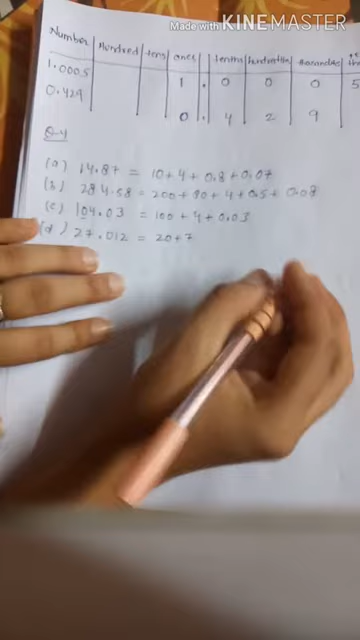 Made with KINEMASTER
Number Hundred tens ones . tenths hundredths thousandths
1.0005 1 . 0 0 0 5
0.429 0 . 4 2 9
Q-4
(a) 14.87 = 10+4+0.8+0.07
(b) 284.58 = 200+80+4+0.5+0.08
(c) 104.03 = 100+4+0.03
(d) 27.012 = 20+7